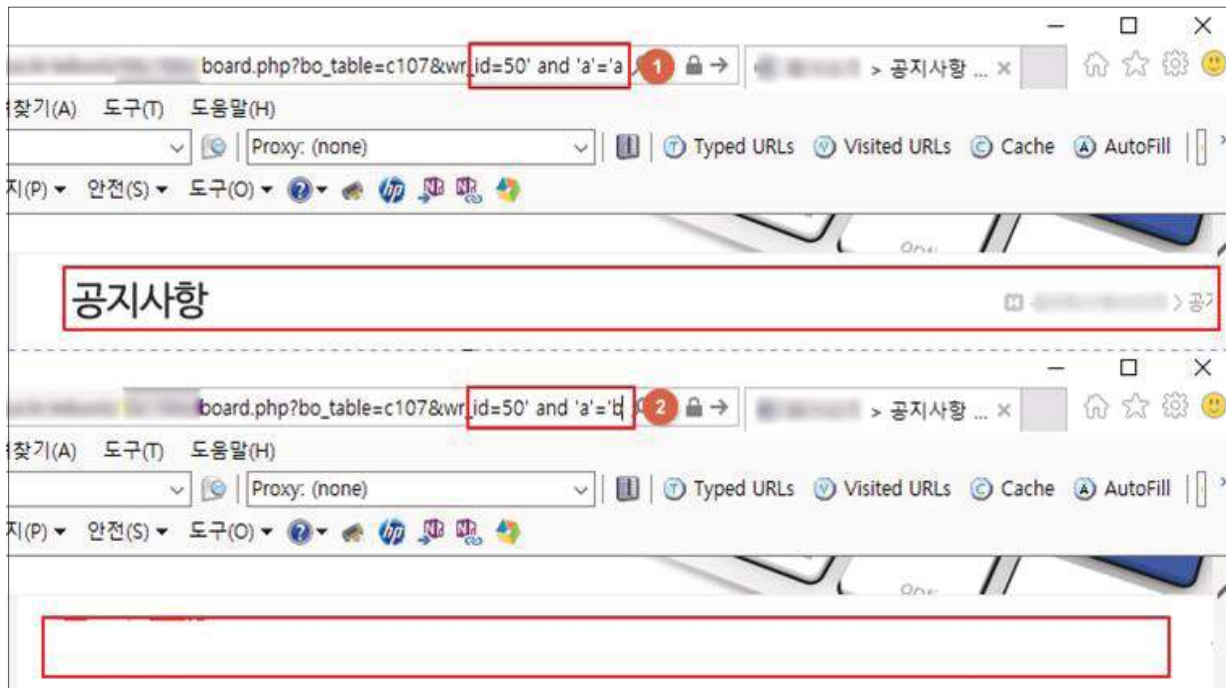 board.php?bo_table=c107&wr_id=50' and 'a'='a 1 > 공지사항 ...
찾기(A) 도구(T) 도움말(H)
Proxy: (none) Typed URLs Visited URLs Cache AutoFill
지(P) 안전(S) 도구(O)
공지사항 > 공지
board.php?bo_table=c107&wr_id=50' and 'a'='b 2 > 공지사항 ...
찾기(A) 도구(T) 도움말(H)
Proxy: (none) Typed URLs Visited URLs Cache AutoFill
지(P) 안전(S) 도구(O)